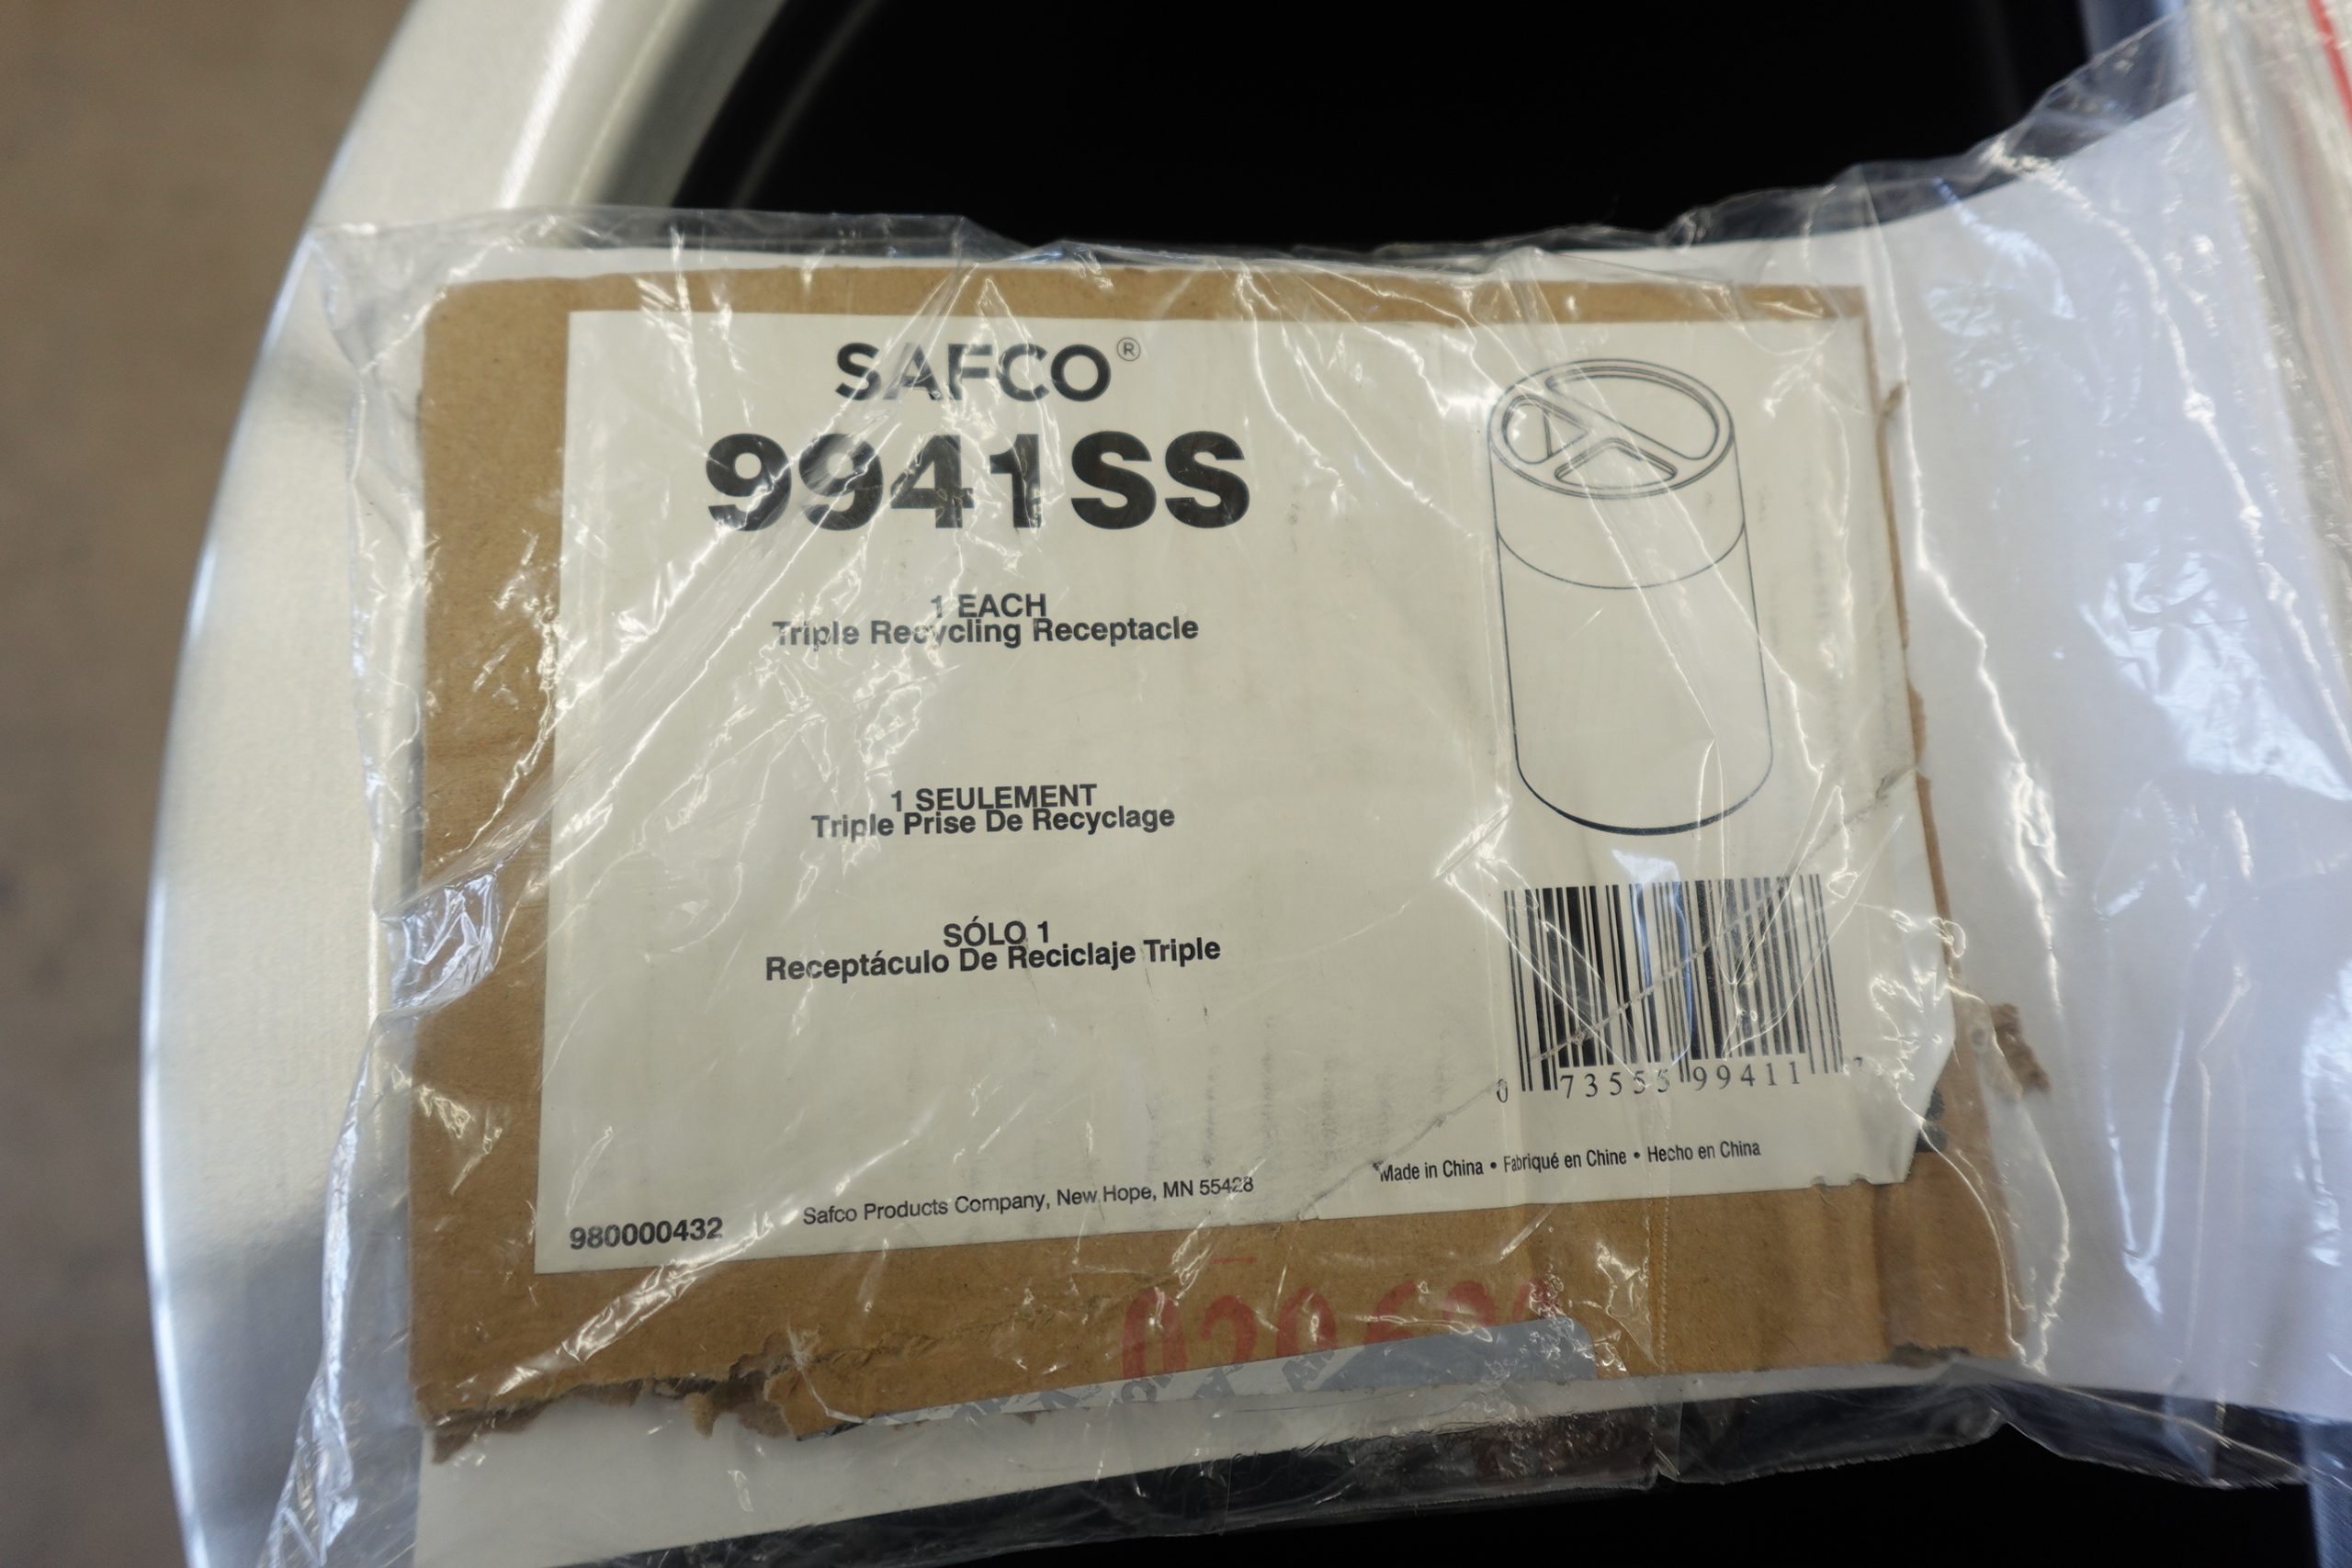 SAFCO®
9941SS
1 EACH
Triple Recycling Receptacle
1 SEULEMENT
Triple Prise De Recyclage
SÓLO 1
Receptáculo De Reciclaje Triple
0 73555 99411 7
Made in China • Fabriqué en Chine • Hecho en China
Safco Products Company, New Hope, MN 55428
980000432